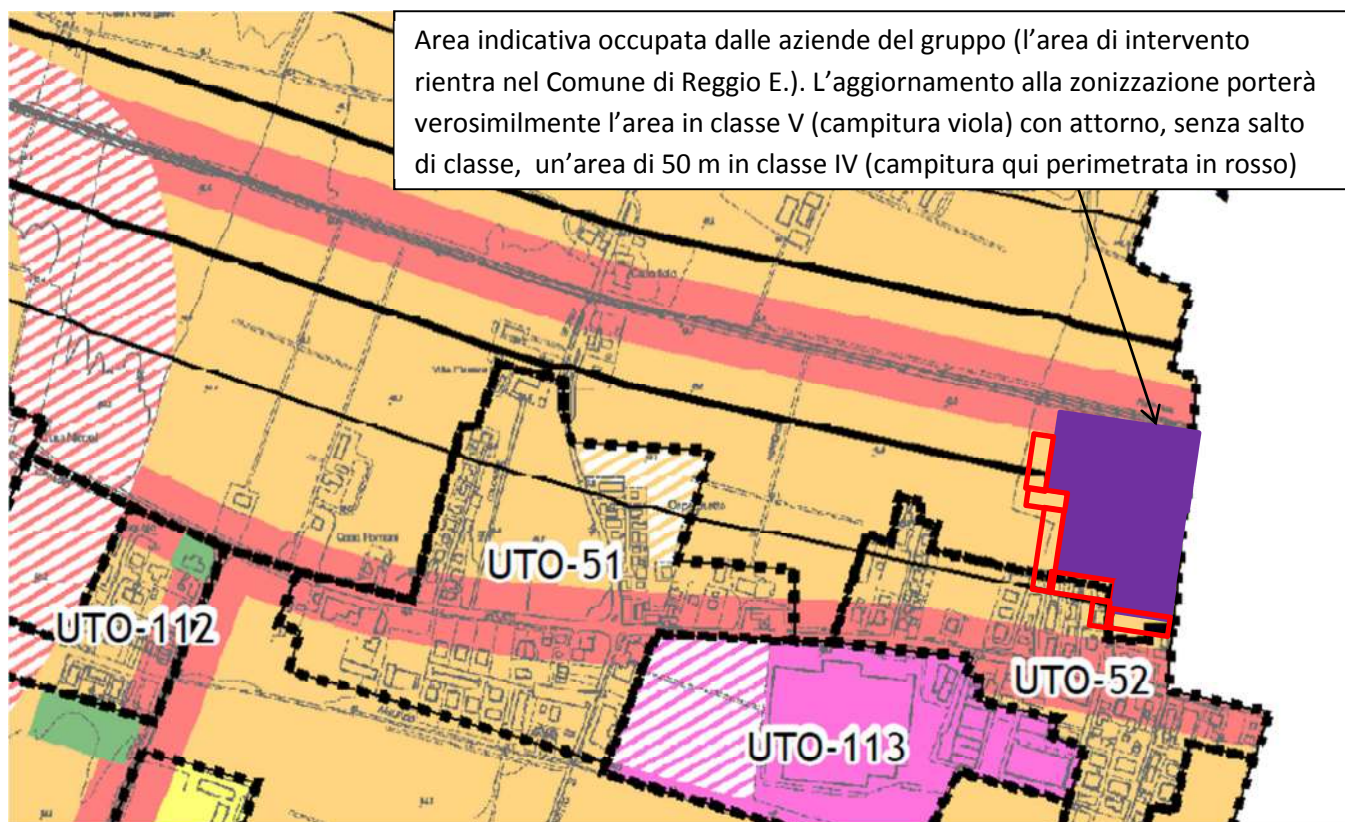 Area indicativa occupata dalle aziende del gruppo (l’area di intervento
rientra nel Comune di Reggio E.). L’aggiornamento alla zonizzazione porterà
verosimilmente l’area in classe V (campitura viola) con attorno, senza salto
di classe, un’area di 50 m in classe IV (campitura qui perimetrata in rosso)
UTO-51
UTO-112
UTO-52
UTO-113